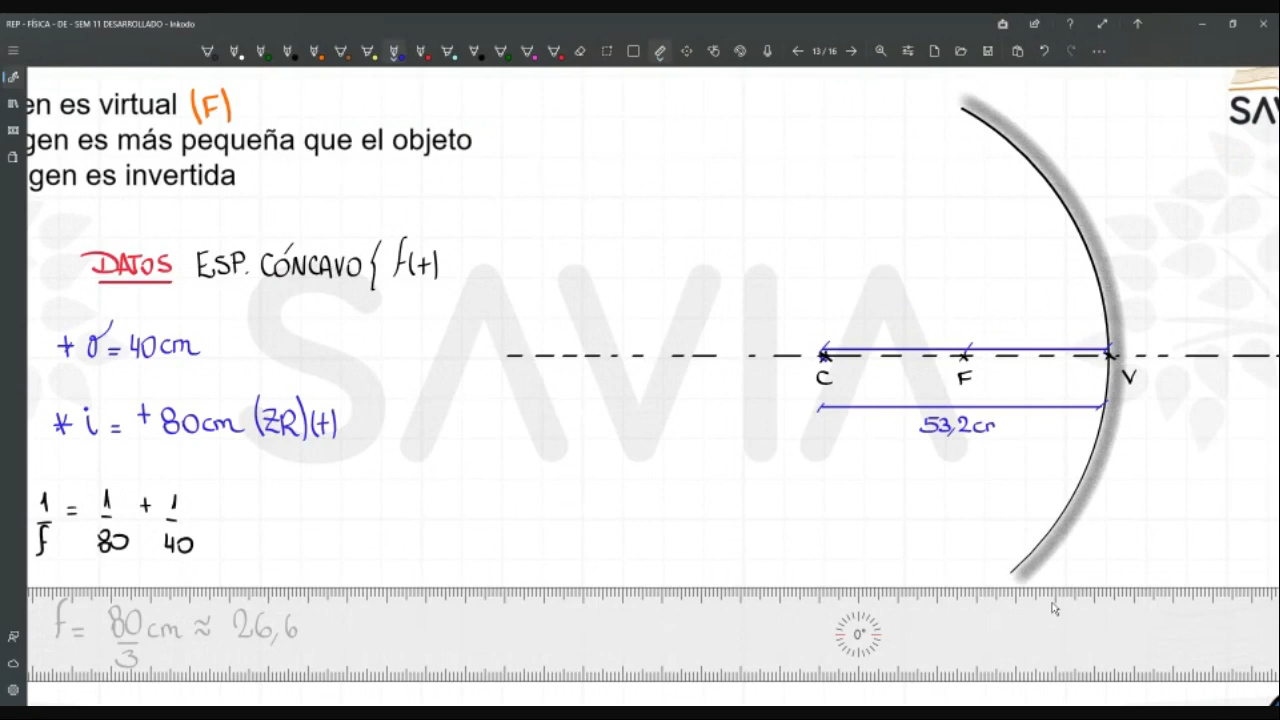 REP - FÍSICA - DE - SEM 11 DESARROLLADO - Inkodo
13/16
en es virtual (F)
gen es más pequeña que el objeto
gen es invertida
SAV
DATOS ESP. CÓNCAVO { f(+)
+ σ = 40cm
* i = +80cm (ZR)(+)
C F V
53,2cm
1/f = 1/80 + 1/40
f = 80/3 cm ≈ 26,6
0°
SAVIA